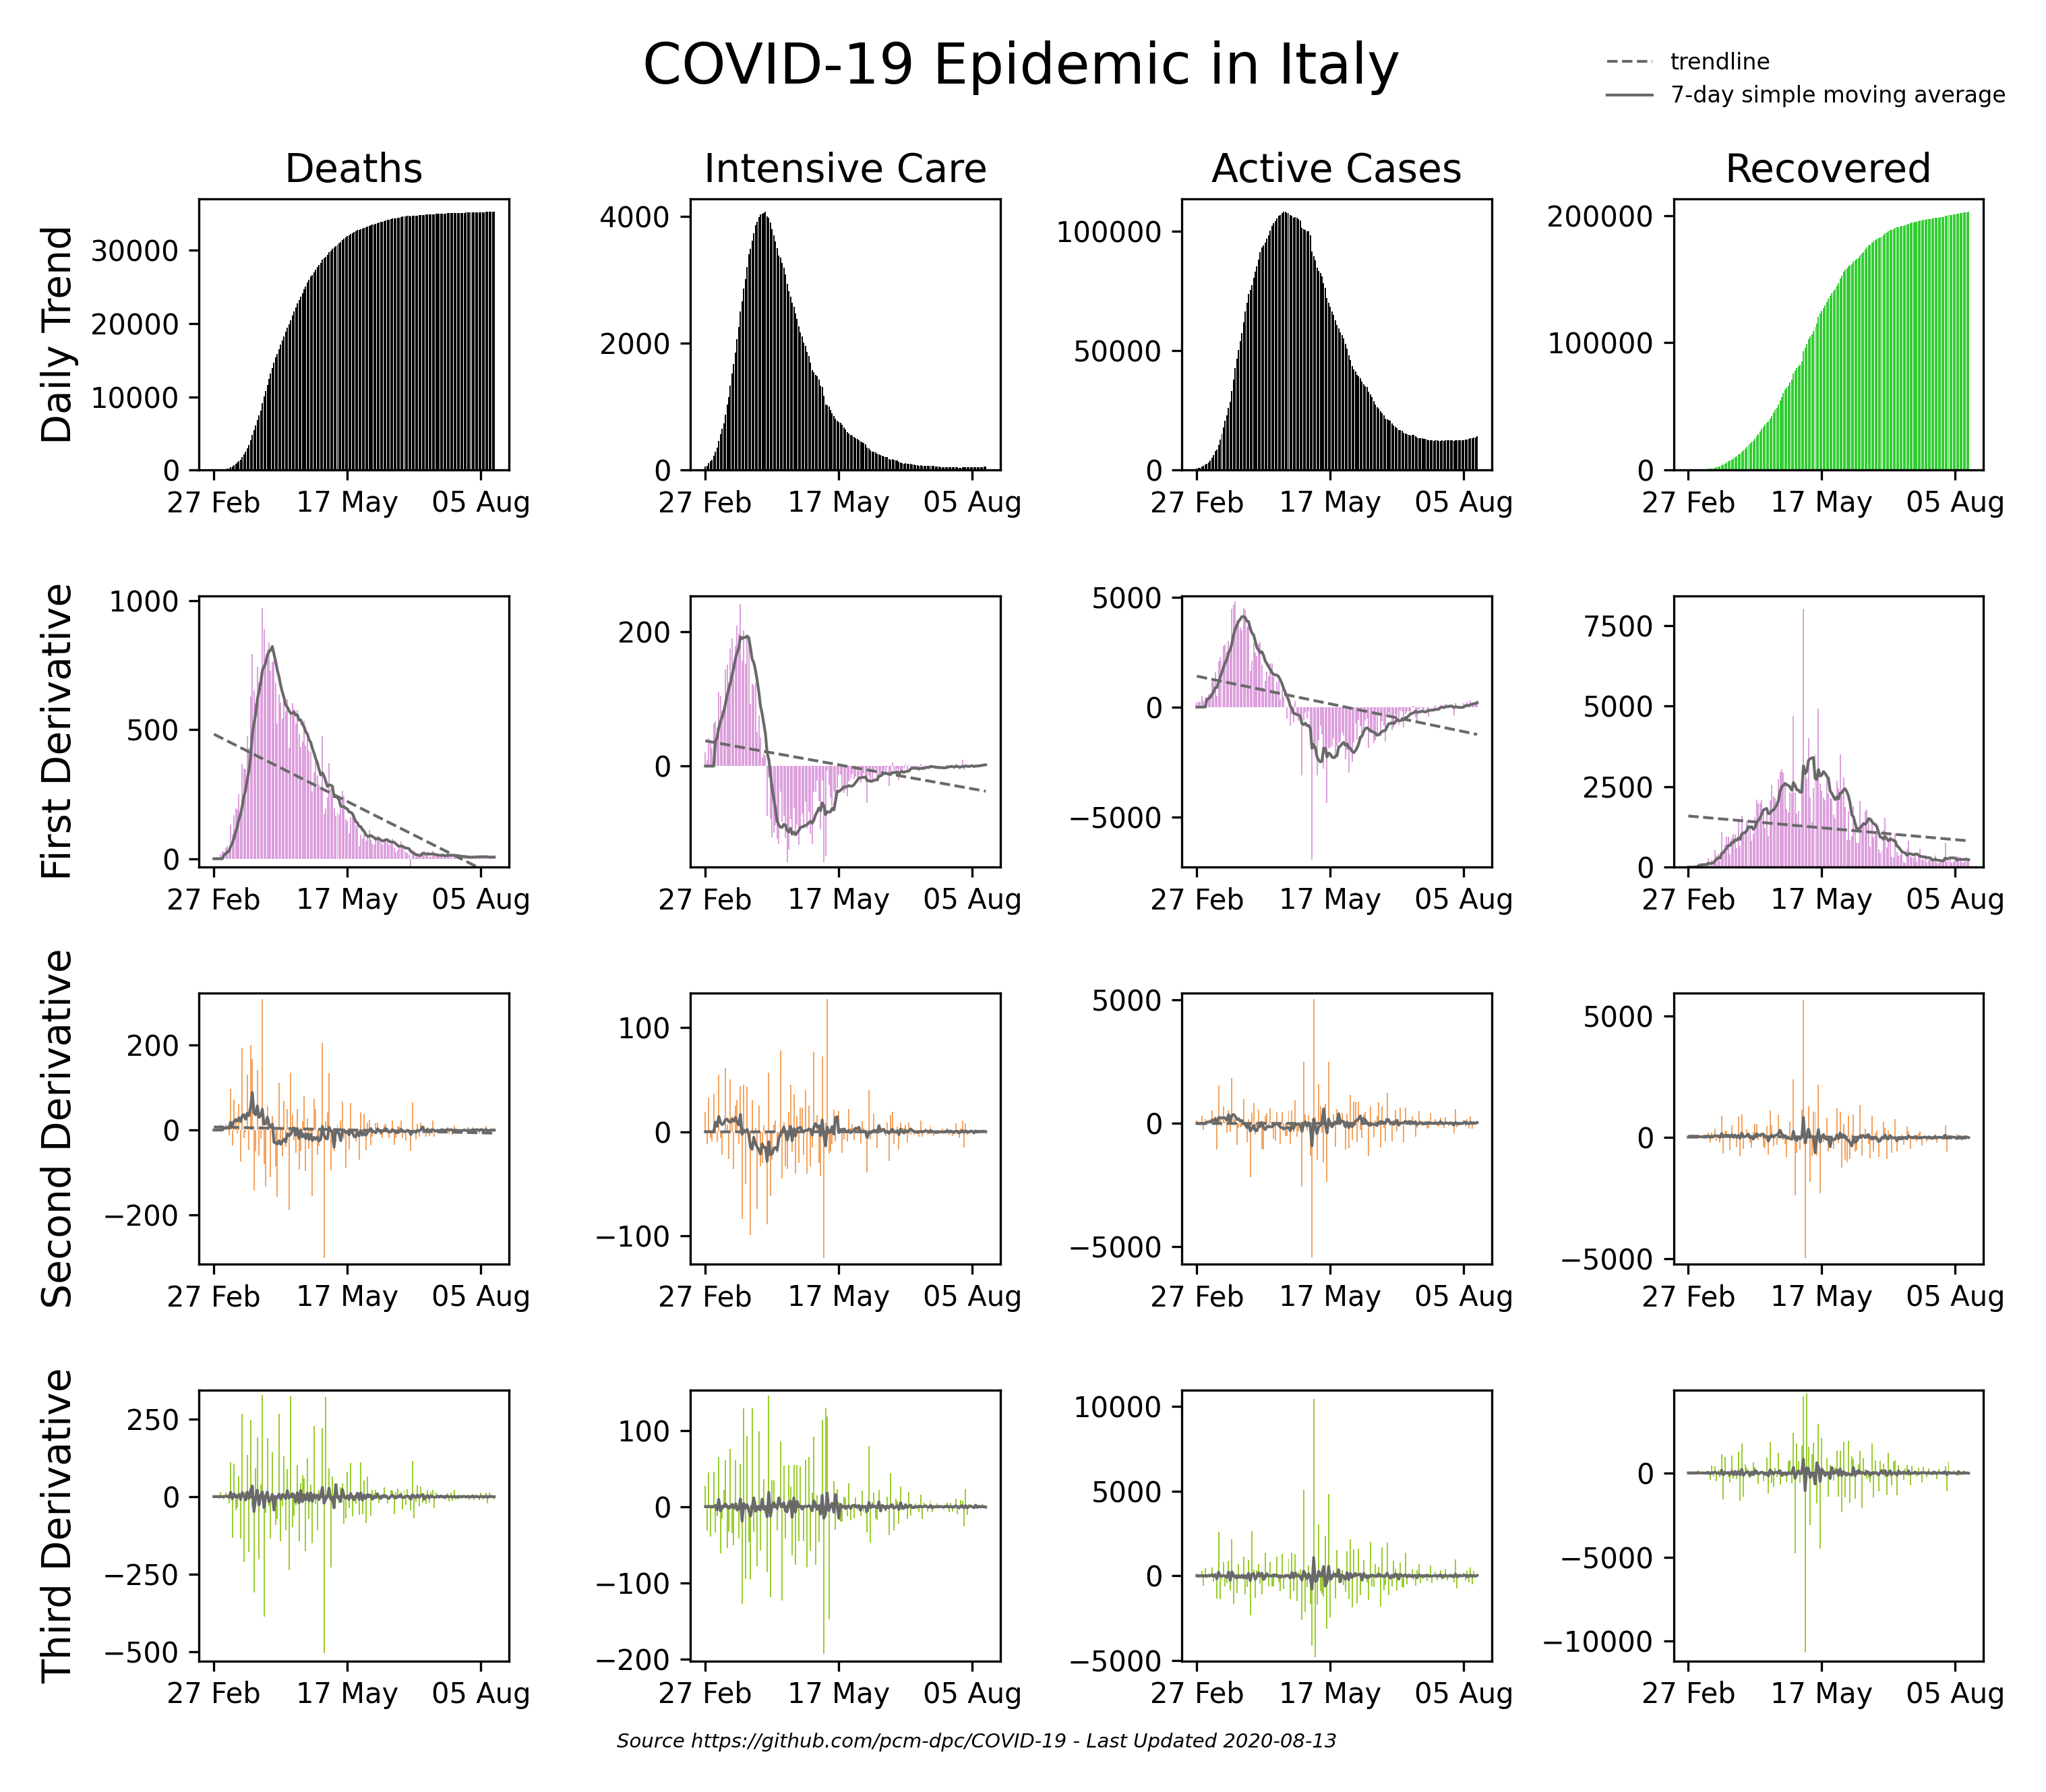 COVID-19 Epidemic in Italy
trendline
7-day simple moving average
Deaths
Intensive Care
Active Cases
Recovered
Daily Trend
30000
20000
10000
0
27 Feb 17 May 05 Aug
4000
2000
0
27 Feb 17 May 05 Aug
100000
50000
0
27 Feb 17 May 05 Aug
200000
100000
0
27 Feb 17 May 05 Aug
First Derivative
1000
500
0
27 Feb 17 May 05 Aug
200
0
27 Feb 17 May 05 Aug
5000
0
−5000
27 Feb 17 May 05 Aug
7500
5000
2500
0
27 Feb 17 May 05 Aug
Second Derivative
200
0
−200
27 Feb 17 May 05 Aug
100
0
−100
27 Feb 17 May 05 Aug
5000
0
−5000
27 Feb 17 May 05 Aug
5000
0
−5000
27 Feb 17 May 05 Aug
Third Derivative
250
0
−250
−500
27 Feb 17 May 05 Aug
100
0
−100
−200
27 Feb 17 May 05 Aug
10000
5000
0
−5000
27 Feb 17 May 05 Aug
0
−5000
−10000
27 Feb 17 May 05 Aug
Source https://github.com/pcm-dpc/COVID-19 - Last Updated 2020-08-13